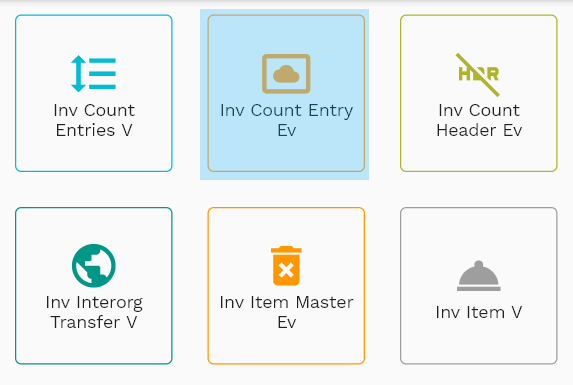 Inv Count
Entries V
Inv Count Entry
Ev
HDR
Inv Count
Header Ev
Inv Interorg
Transfer V
Inv Item Master
Ev
Inv Item V